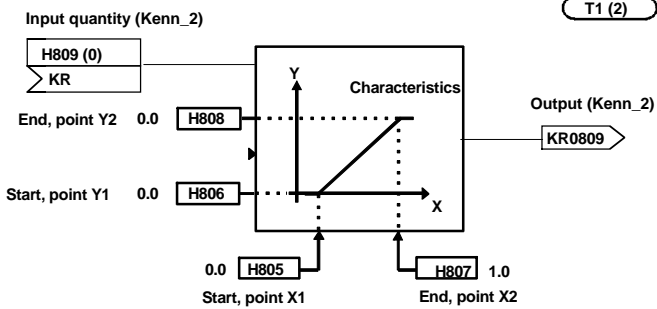 T1 (2)
Input quantity (Kenn_2)
H809 (0)
KR
Y
Characteristics
Output (Kenn_2)
End, point Y2 0.0 H808
KR0809
Start, point Y1 0.0 H806
X
0.0 H805
H807 1.0
Start, point X1
End, point X2